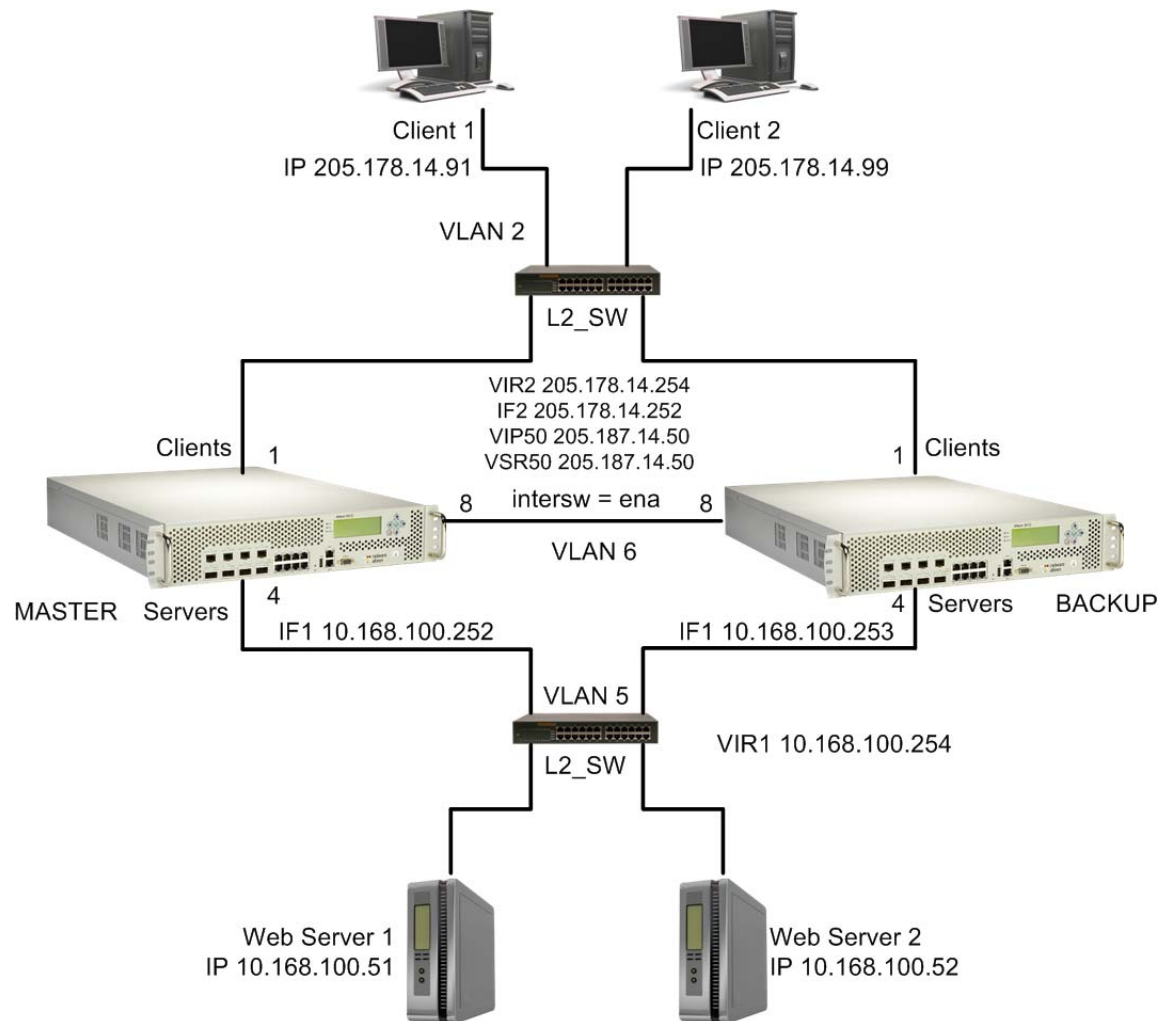 Client 1
IP 205.178.14.91
Client 2
IP 205.178.14.99
VLAN 2
L2_SW
VIR2 205.178.14.254
IF2 205.178.14.252
VIP50 205.187.14.50
VSR50 205.187.14.50
Clients
1
1
Clients
8
intersw = ena
8
VLAN 6
MASTER
Servers
4
4
Servers
BACKUP
IF1 10.168.100.252
IF1 10.168.100.253
VLAN 5
L2_SW
VIR1 10.168.100.254
Web Server 1
IP 10.168.100.51
Web Server 2
IP 10.168.100.52